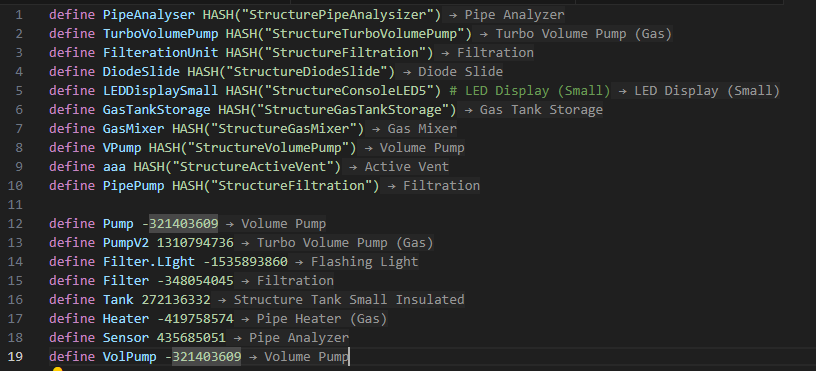 1 define PipeAnalyser HASH("StructurePipeAnalysizer") → Pipe Analyzer
2 define TurboVolumePump HASH("StructureTurboVolumePump") → Turbo Volume Pump (Gas)
3 define FilterationUnit HASH("StructureFiltration") → Filtration
4 define DiodeSlide HASH("StructureDiodeSlide") → Diode Slide
5 define LEDDisplaySmall HASH("StructureConsoleLED5") # LED Display (Small) → LED Display (Small)
6 define GasTankStorage HASH("StructureGasTankStorage") → Gas Tank Storage
7 define GasMixer HASH("StructureGasMixer") → Gas Mixer
8 define VPump HASH("StructureVolumePump") → Volume Pump
9 define aaa HASH("StructureActiveVent") → Active Vent
10 define PipePump HASH("StructureFiltration") → Filtration
11
12 define Pump -321403609 → Volume Pump
13 define PumpV2 1310794736 → Turbo Volume Pump (Gas)
14 define Filter.LIght -1535893860 → Flashing Light
15 define Filter -348054045 → Filtration
16 define Tank 272136332 → Structure Tank Small Insulated
17 define Heater -419758574 → Pipe Heater (Gas)
18 define Sensor 435685051 → Pipe Analyzer
19 define VolPump -321403609 → Volume Pump